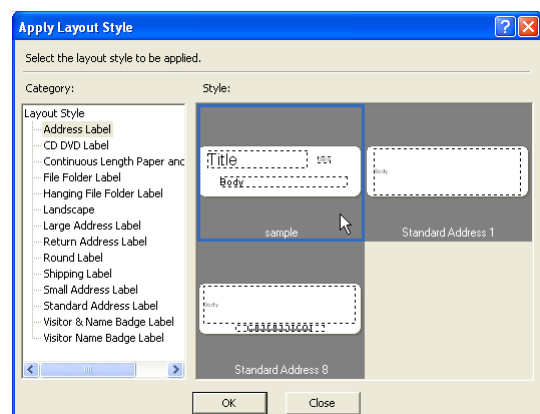 Apply Layout Style
Select the layout style to be applied.
Category:
Style:
Layout Style
Address Label
CD DVD Label
Continuous Length Paper and
File Folder Label
Hanging File Folder Label
Landscape
Large Address Label
Return Address Label
Round Label
Shipping Label
Small Address Label
Standard Address Label
Visitor & Name Badge Label
Visitor Name Badge Label
Title
Body
sample
Body
Standard Address 1
Body
Standard Address 8
OK
Close